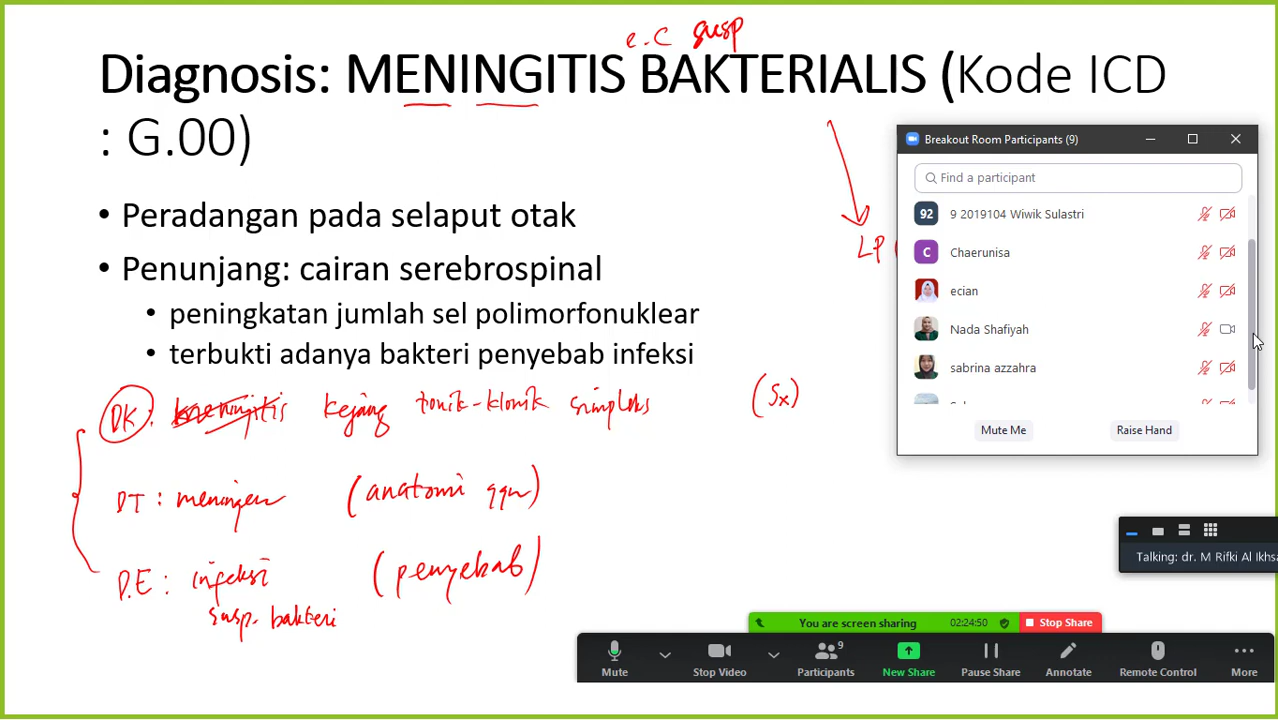 e.c susp
Diagnosis: MENINGITIS BAKTERIALIS (Kode ICD
: G.00)
• Peradangan pada selaput otak
• Penunjang: cairan serebrospinal
• peningkatan jumlah sel polimorfonuklear
• terbukti adanya bakteri penyebab infeksi
LP (
DK: meningitis kejang tonik-klonik simpleks (Sx)
DT: meningen (anatomi ggn)
D.E: infeksi (penyebab)
susp. bakteri
Breakout Room Participants (9)
Find a participant
92 9 2019104 Wiwik Sulastri
C Chaerunisa
ecian
Nada Shafiyah
sabrina azzahra
Mute Me Raise Hand
Talking: dr. M Rifki Al Ikhsa
You are screen sharing 02:24:50 Stop Share
9
Mute Stop Video Participants New Share Pause Share Annotate Remote Control More